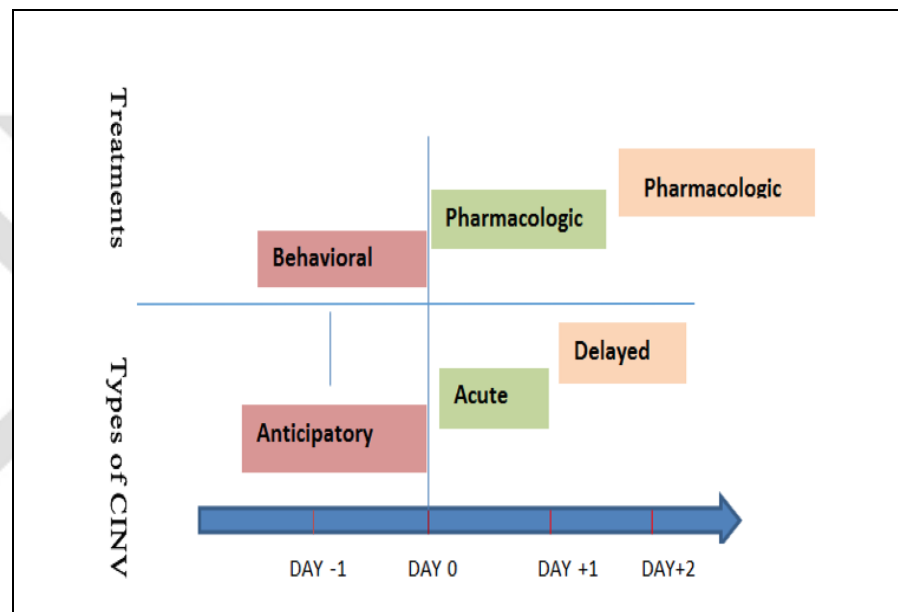 Treatments
Pharmacologic
Pharmacologic
Behavioral
Types of CINV
Delayed
Acute
Anticipatory
DAY -1 DAY 0 DAY +1 DAY+2